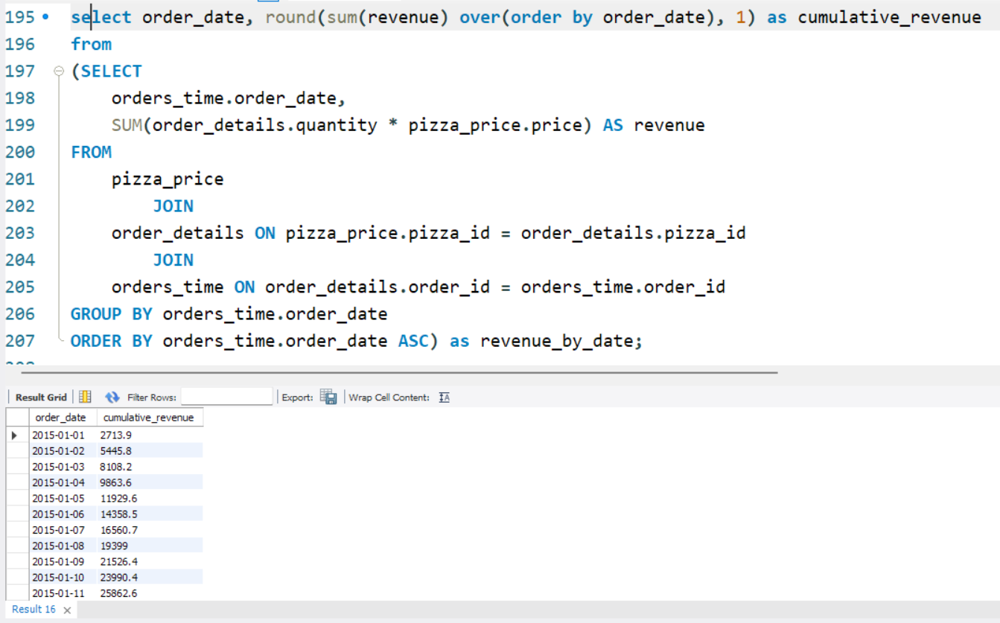 195 select order_date, round(sum(revenue) over(order by order_date), 1) as cumulative_revenue
196 from
197 (SELECT
198 orders_time.order_date,
199 SUM(order_details.quantity * pizza_price.price) AS revenue
200 FROM
201 pizza_price
202 JOIN
203 order_details ON pizza_price.pizza_id = order_details.pizza_id
204 JOIN
205 orders_time ON order_details.order_id = orders_time.order_id
206 GROUP BY orders_time.order_date
207 ORDER BY orders_time.order_date ASC) as revenue_by_date;
Result Grid Filter Rows: Export: Wrap Cell Content:
order_date cumulative_revenue
2015-01-01 2713.9
2015-01-02 5445.8
2015-01-03 8108.2
2015-01-04 9863.6
2015-01-05 11929.6
2015-01-06 14358.5
2015-01-07 16560.7
2015-01-08 19399
2015-01-09 21526.4
2015-01-10 23990.4
2015-01-11 25862.6
Result 16